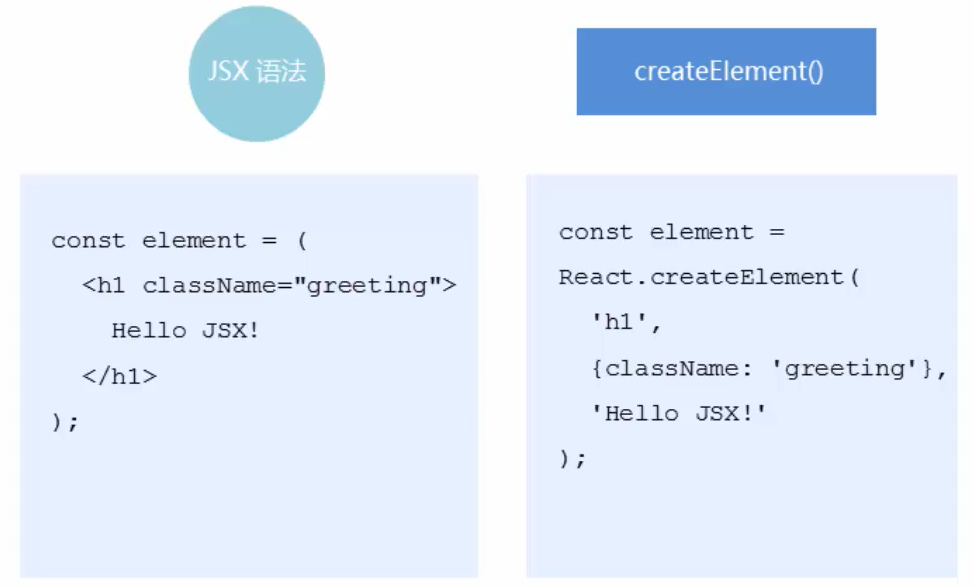 JSX 语法
createElement()
const element = (
<h1 className="greeting">
Hello JSX!
</h1>
);
const element =
React.createElement(
'h1',
{className: 'greeting'},
'Hello JSX!'
);